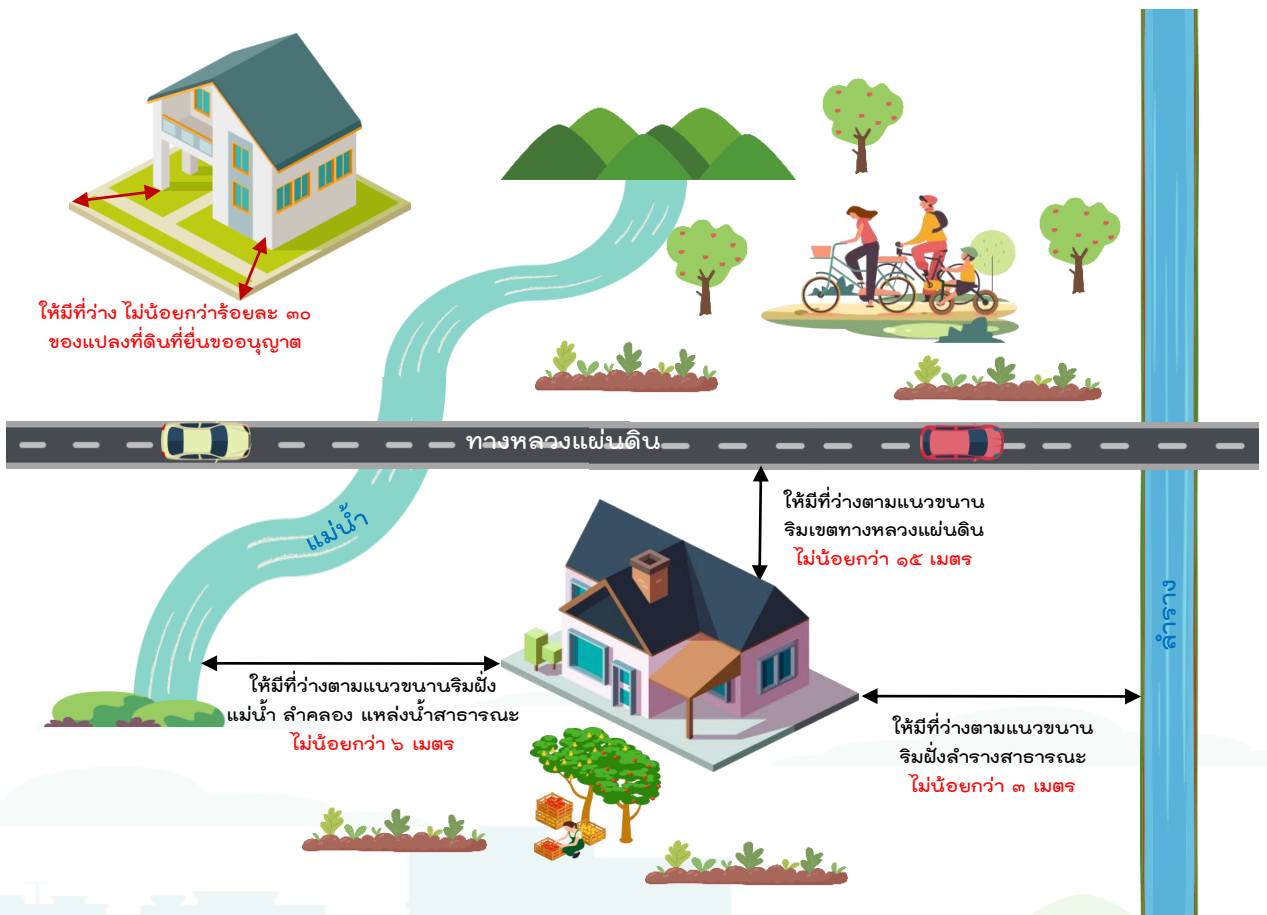 ให้มีที่ว่าง ไม่น้อยกว่าร้อยละ ๓๐
ของแปลงที่ดินที่ยื่นขออนุญาต
ทางหลวงแผ่นดิน
แม่น้ำ
ให้มีที่ว่างตามแนวขนาน
ริมเขตทางหลวงแผ่นดิน
ไม่น้อยกว่า ๑๕ เมตร
ลำราง
ให้มีที่ว่างตามแนวขนานริมฝั่ง
แม่น้ำ ลำคลอง แหล่งน้ำสาธารณะ
ไม่น้อยกว่า ๖ เมตร
ให้มีที่ว่างตามแนวขนาน
ริมฝั่งลำรางสาธารณะ
ไม่น้อยกว่า ๓ เมตร